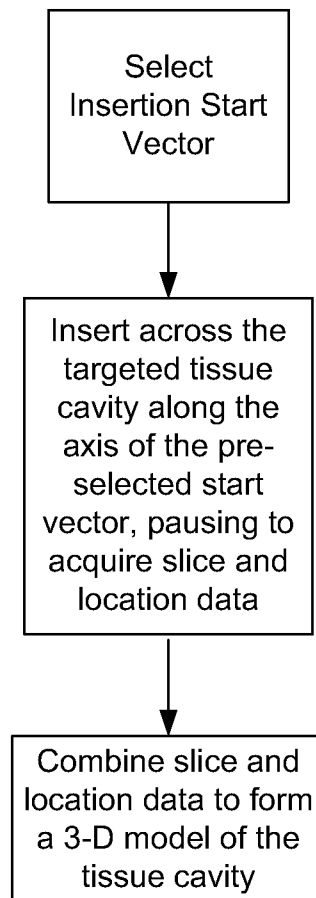 Select
Insertion Start
Vector
Insert across the
targeted tissue
cavity along the
axis of the pre-
selected start
vector, pausing to
acquire slice and
location data
Combine slice and
location data to form
a 3-D model of the
tissue cavity